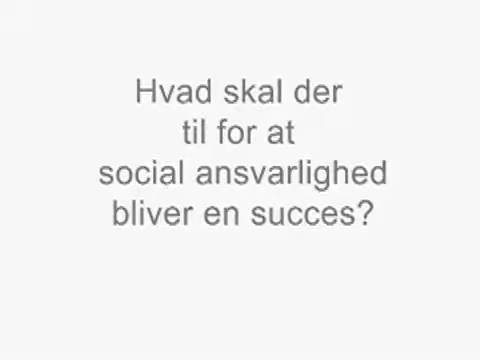 Hvad skal der
til for at
social ansvarlighed
bliver en succes?